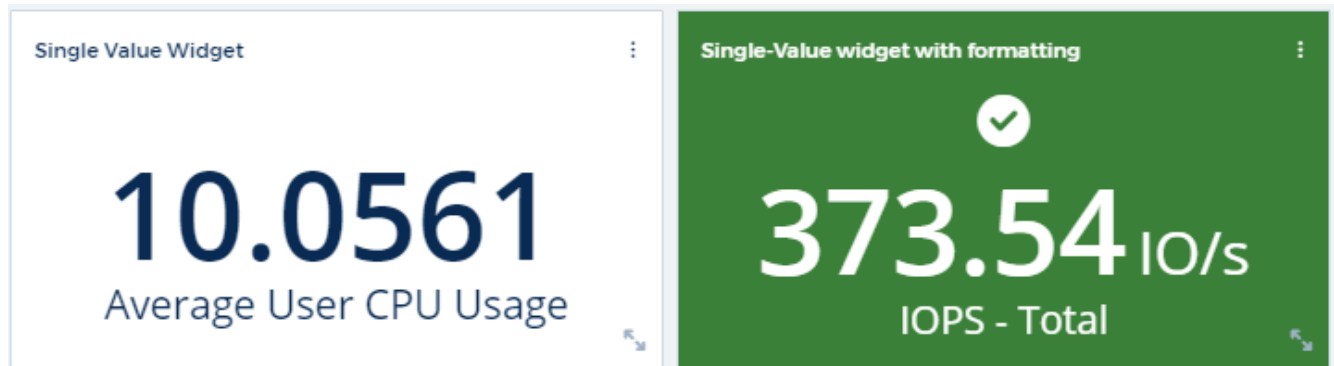 Single Value Widget
10.0561
Average User CPU Usage
Single-Value widget with formatting
373.54 IO/s
IOPS - Total